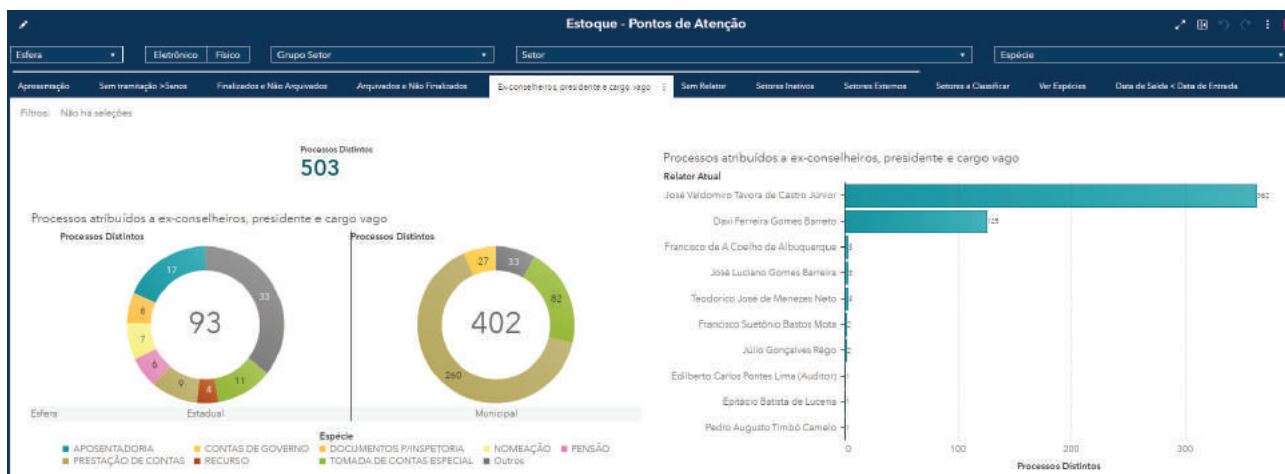 Estoque - Pontos de Atenção
Esfera
Eletrônico
Físico
Grupo Setor
Setor
Espécie
Apresentação
Sem tramitação >5anos
Finalizados e Não Arquivados
Arquivados e Não Finalizados
Ex-conselheiros, presidente e cargo vago
Sem Relator
Setores Inativos
Setores Externos
Setores a Classificar
Ver Espécies
Data de Saída < Data de Entrada
Filtros: Não há seleções
Processos Distintos
503
Processos atribuídos a ex-conselheiros, presidente e cargo vago
Processos Distintos
Processos Distintos
17
33
6
7
6
9
4
11
93
27
33
82
260
402
Esfera
Estadual
Municipal
Espécie
APOSENTADORIA
CONTAS DE GOVERNO
DOCUMENTOS P/INSPETORIA
NOMEAÇÃO
PENSÃO
PRESTAÇÃO DE CONTAS
RECURSO
TOMADA DE CONTAS ESPECIAL
Outros
Processos atribuídos a ex-conselheiros, presidente e cargo vago
Relator Atual
José Valdomiro Távora de Castro Júnior
Davi Ferreira Gomes Barreto
Francisco de A Coelho de Albuquerque
José Luciano Gomes Barreira
Teodorico José de Menezes Neto
Francisco Suetônio Bastos Mota
Júlio Gonçalves Rêgo
Edilberto Carlos Pontes Lima (Auditor)
Epitácio Batista de Lucena
Pedro Augusto Timbó Camelo
0
100
200
300
Processos Distintos